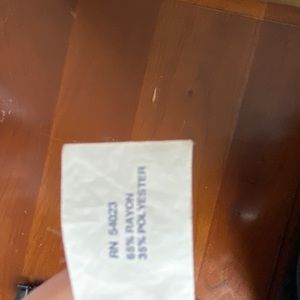 RN 54023
65% RAYON
35% POLYESTER